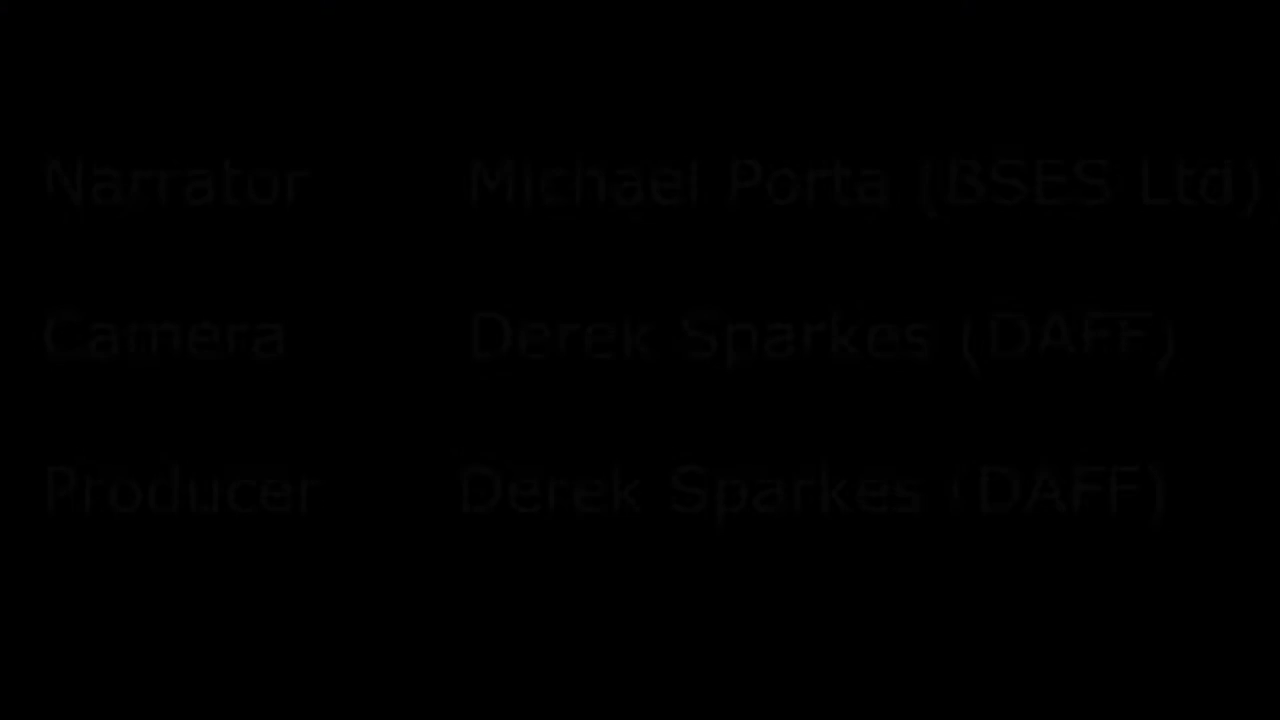 Narrator Michael Porta (BSES Ltd)
Camera Derek Sparkes (DAFF)
Producer Derek Sparkes (DAFF)